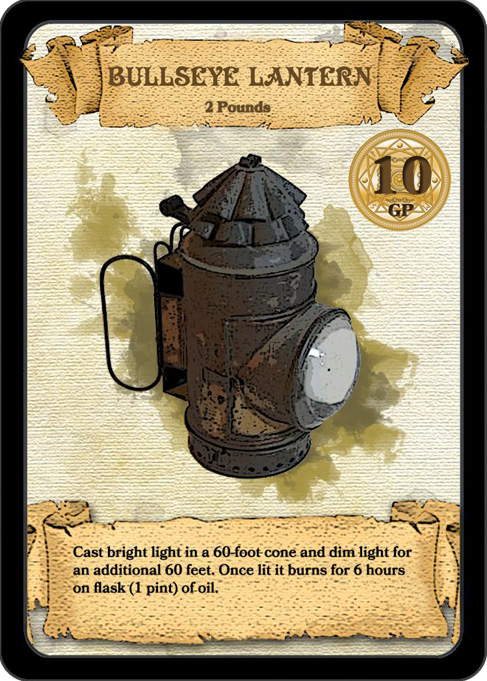 BULLSEYE LANTERN
2 Pounds
10
GP
Cast bright light in a 60-foot cone and dim light for
an additional 60 feet. Once lit it burns for 6 hours
on flask (1 pint) of oil.